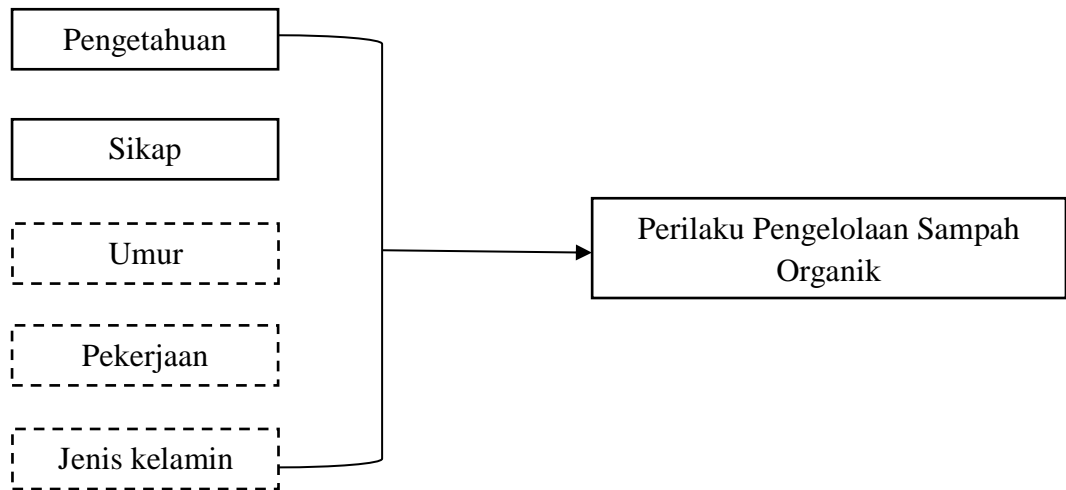 Pengetahuan
Sikap
Umur
Pekerjaan
Jenis kelamin
Perilaku Pengelolaan Sampah
Organik